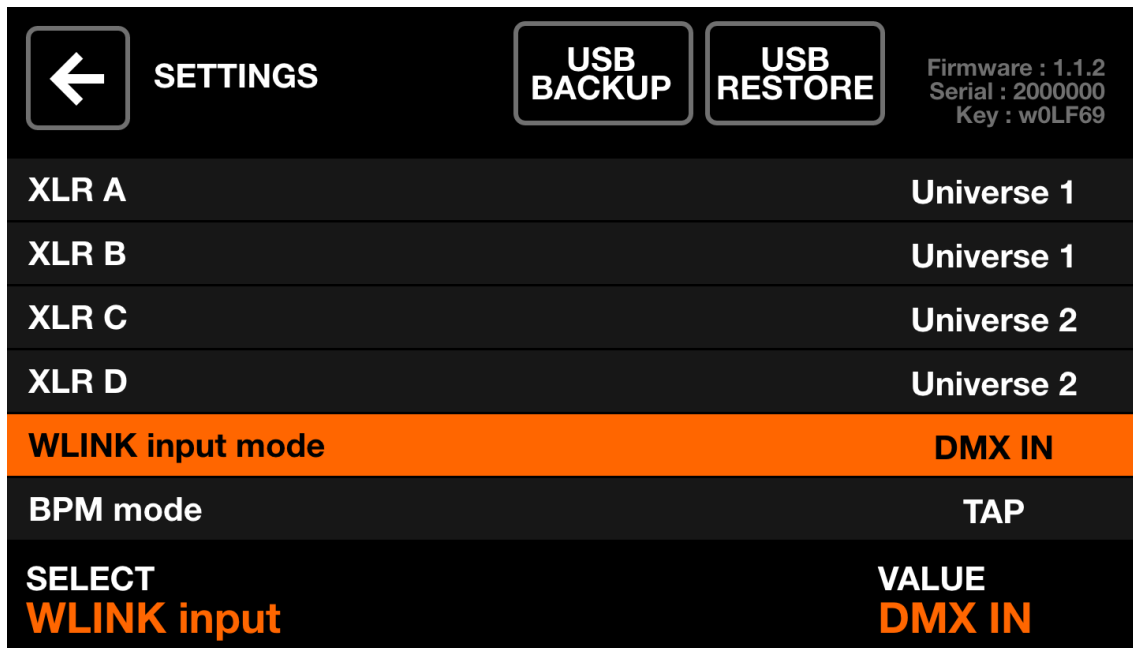 SETTINGS
USB
BACKUP
USB
RESTORE
Firmware : 1.1.2
Serial : 2000000
Key : w0LF69
XLR A Universe 1
XLR B Universe 1
XLR C Universe 2
XLR D Universe 2
WLINK input mode DMX IN
BPM mode TAP
SELECT VALUE
WLINK input DMX IN